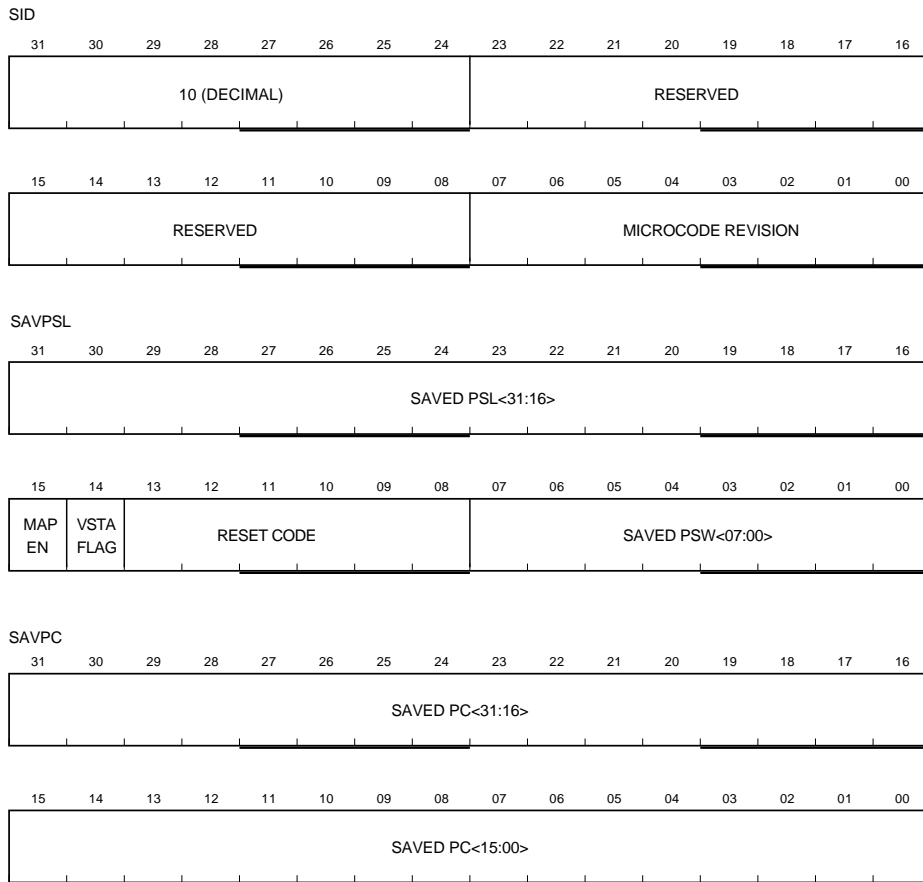 SID
31 30 29 28 27 26 25 24 23 22 21 20 19 18 17 16
10 (DECIMAL) RESERVED
15 14 13 12 11 10 09 08 07 06 05 04 03 02 01 00
RESERVED MICROCODE REVISION
SAVPSL
31 30 29 28 27 26 25 24 23 22 21 20 19 18 17 16
SAVED PSL<31:16>
15 14 13 12 11 10 09 08 07 06 05 04 03 02 01 00
MAP VSTA
RESET CODE SAVED PSW<07:00>
EN FLAG
SAVPC
31 30 29 28 27 26 25 24 23 22 21 20 19 18 17 16
SAVED PC<31:16>
15 14 13 12 11 10 09 08 07 06 05 04 03 02 01 00
SAVED PC<15:00>